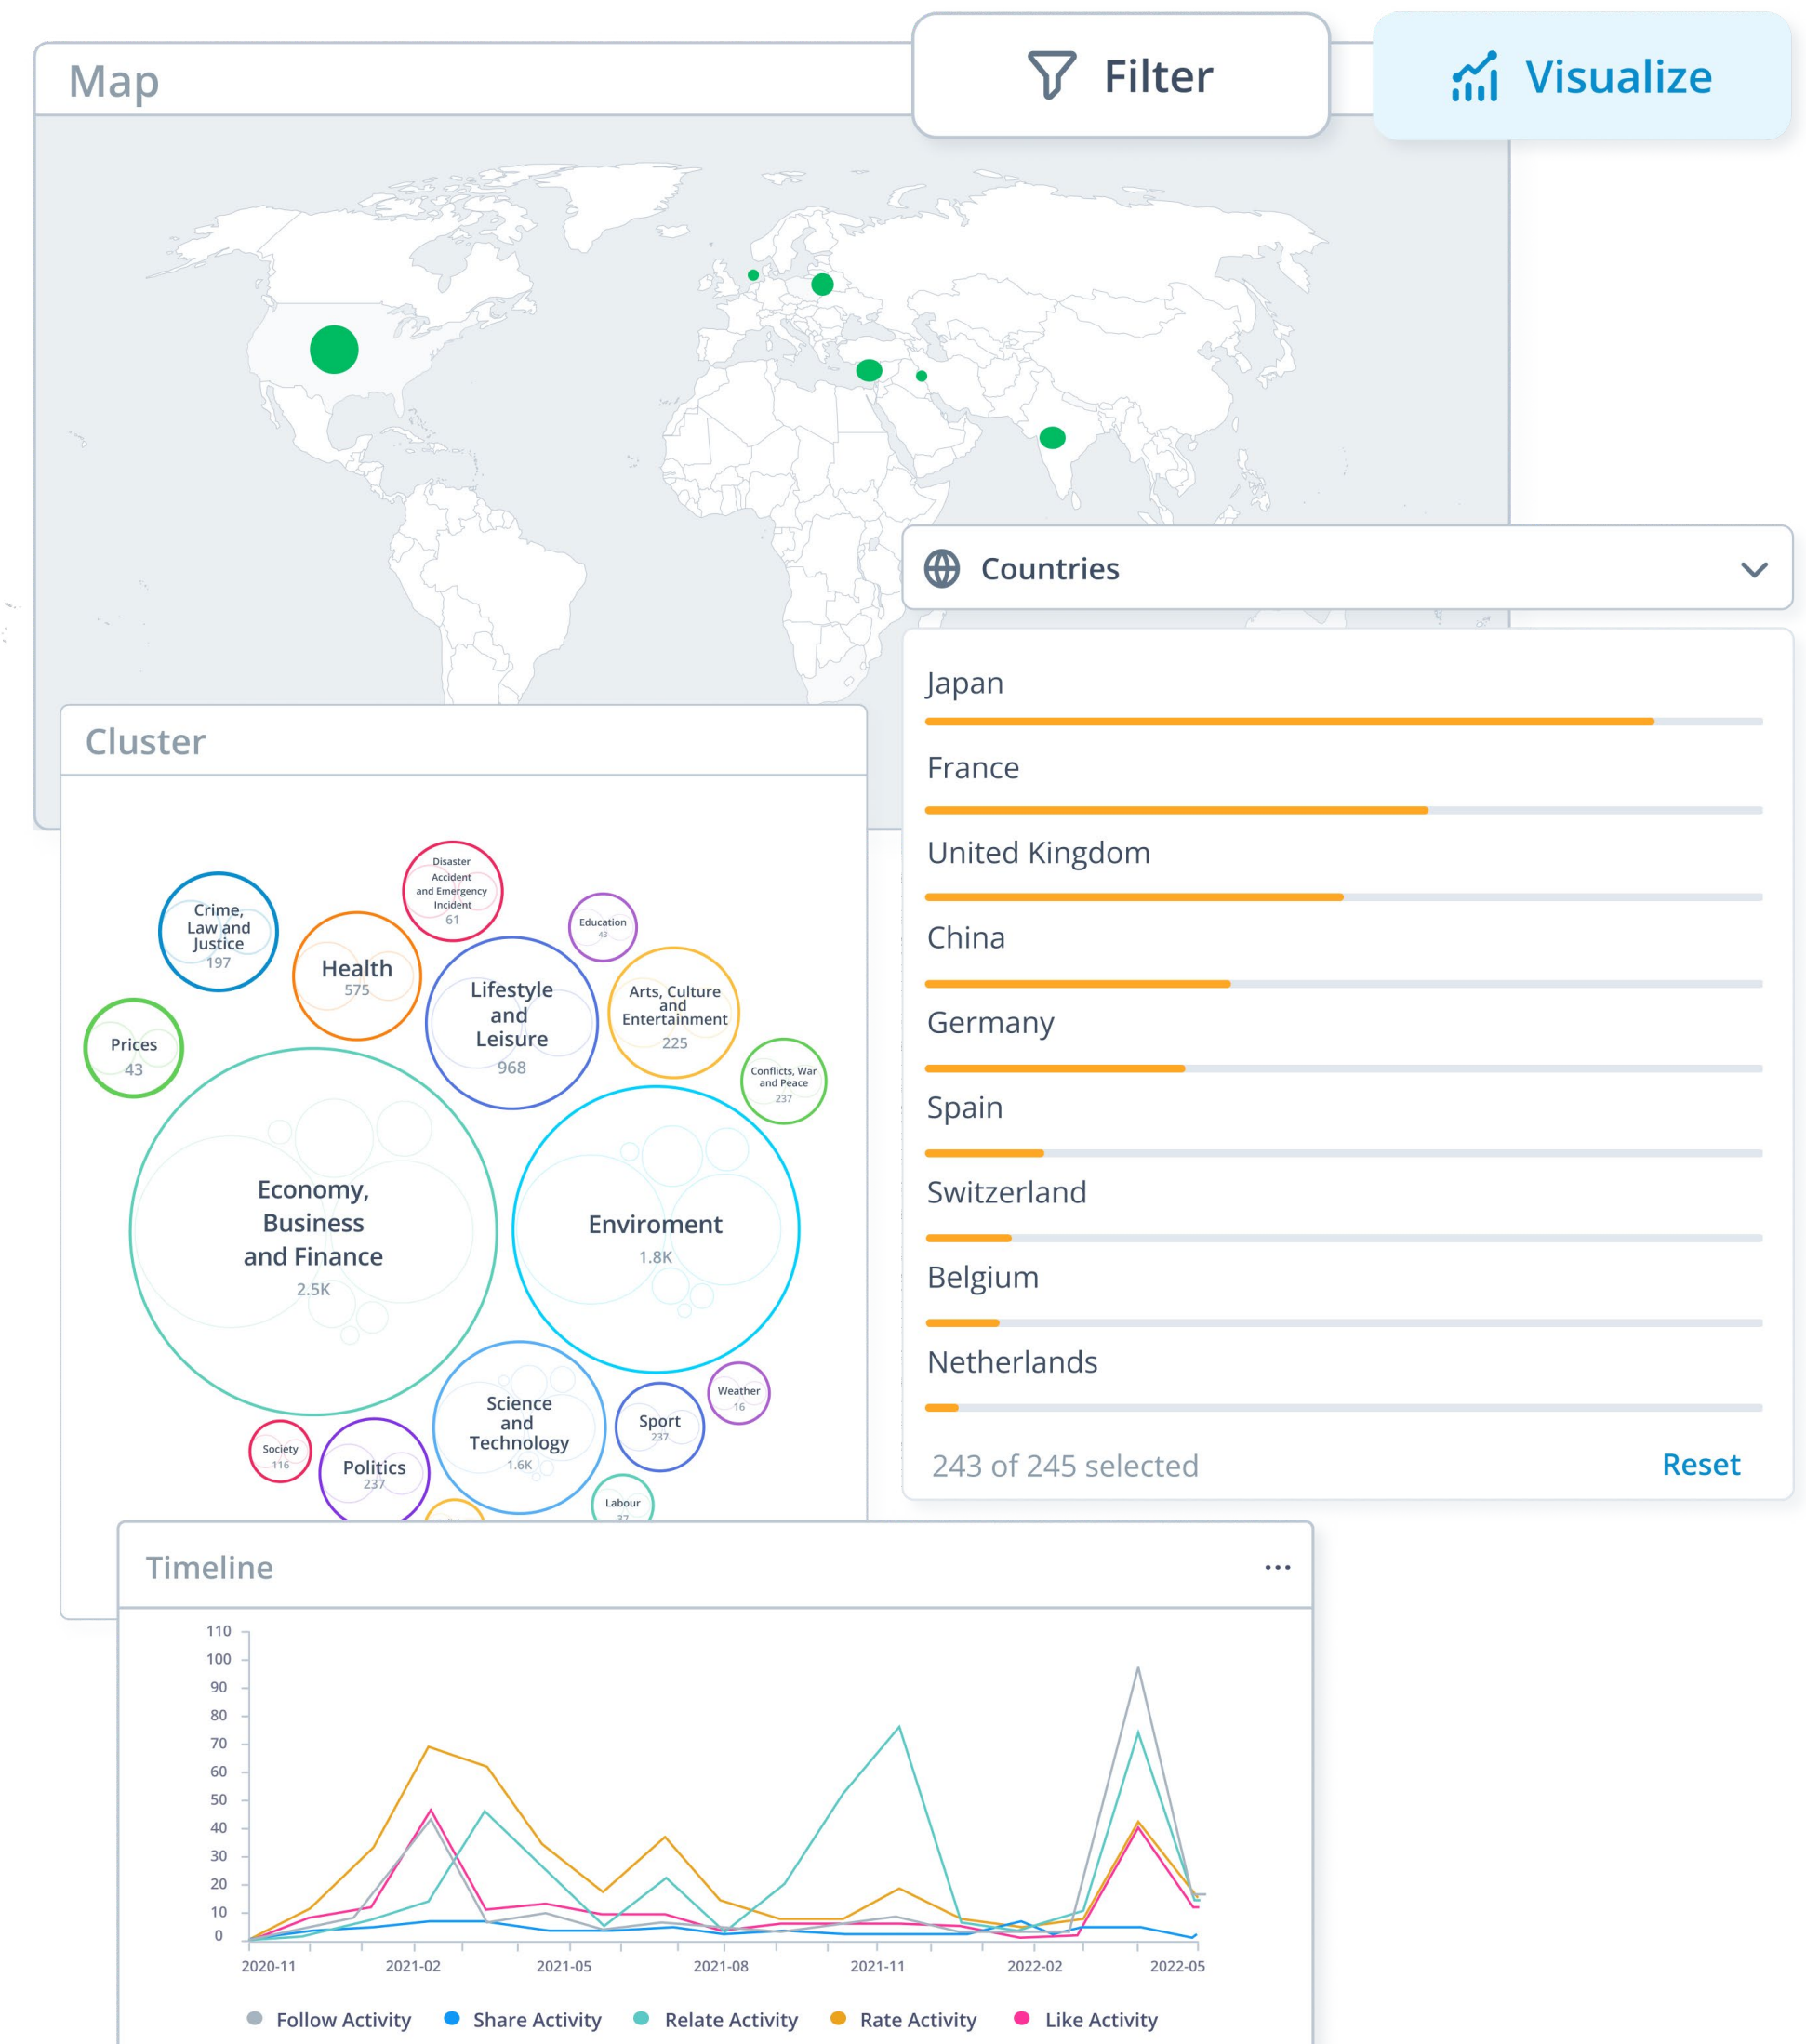 Map
Filter
Visualize
Countries
Japan
France
United Kingdom
China
Germany
Spain
Switzerland
Belgium
Netherlands
243 of 245 selected
Reset
Cluster
Disaster
Accident
and Emergency
Incident
61
Crime,
Law and
Justice
197
Education
43
Health
575
Lifestyle
and
Leisure
968
Arts, Culture
and
Entertainment
225
Prices
43
Conflicts, War
and Peace
237
Economy,
Business
and Finance
2.5K
Enviroment
1.8K
Science
and
Technology
1.6K
Weather
16
Sport
237
Society
116
Politics
237
Labour
37
Timeline
...
110
100
90
80
70
60
50
40
30
20
10
0
2020-11 2021-02 2021-05 2021-08 2021-11 2022-02 2022-05
Follow Activity Share Activity Relate Activity Rate Activity Like Activity